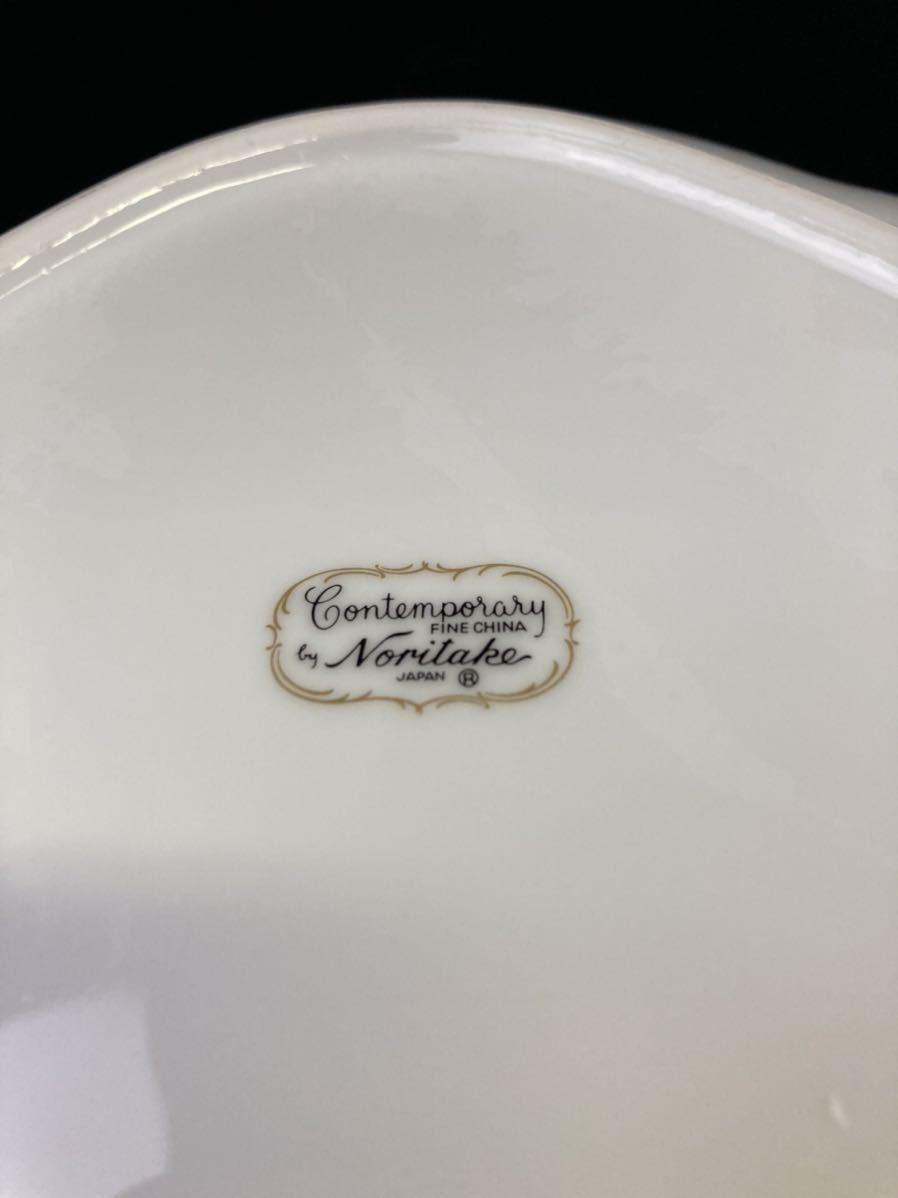 Contemporary
FINE CHINA
by Noritake
JAPAN ®